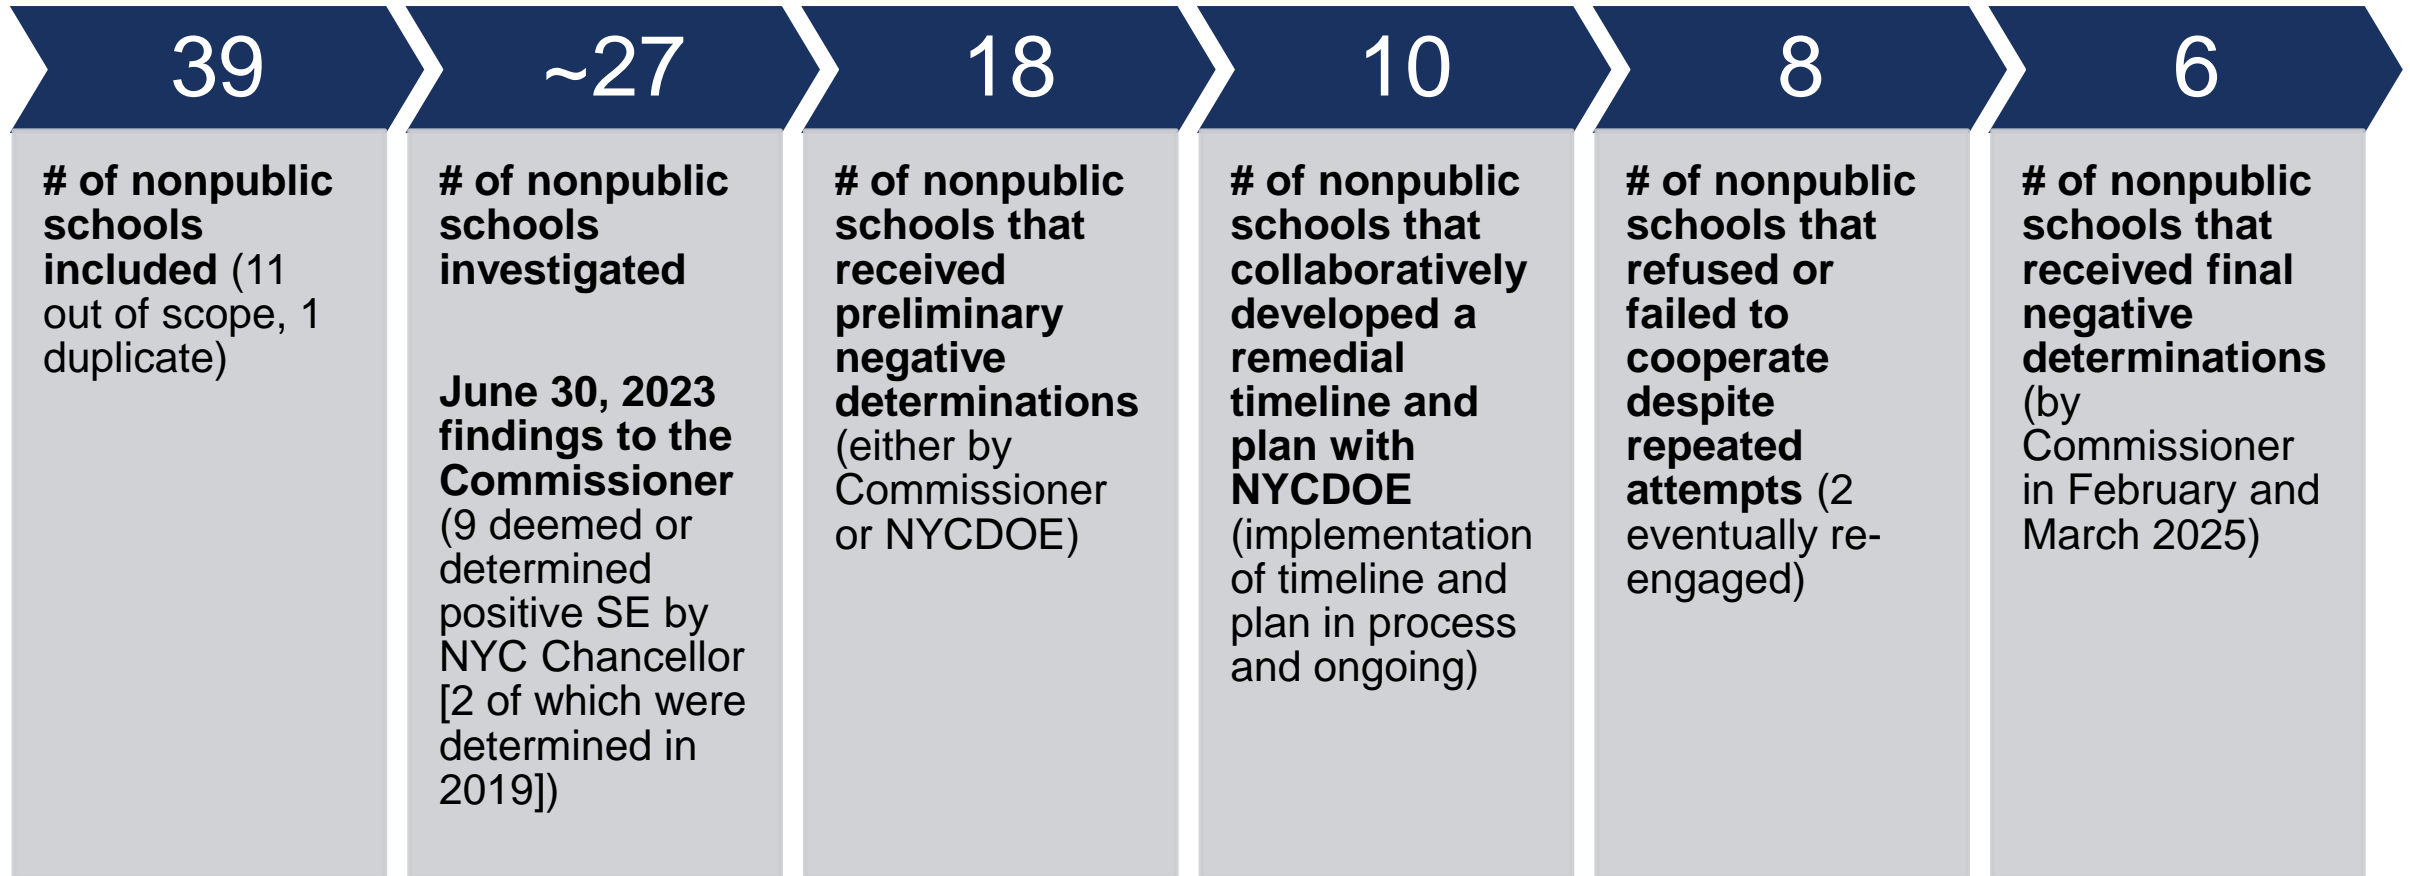 39
# of nonpublic
schools
included (11
out of scope, 1
duplicate)
~27
# of nonpublic
schools
investigated
June 30, 2023
findings to the
Commissioner
(9 deemed or
determined
positive SE by
NYC Chancellor
[2 of which were
determined in
2019])
18
# of nonpublic
schools that
received
preliminary
negative
determinations
(either by
Commissioner
or NYCDOE)
10
# of nonpublic
schools that
collaboratively
developed a
remedial
timeline and
plan with
NYCDOE
(implementation
of timeline and
plan in process
and ongoing)
8
# of nonpublic
schools that
refused or
failed to
cooperate
despite
repeated
attempts (2
eventually re-
engaged)
6
# of nonpublic
schools that
received final
negative
determinations
(by
Commissioner
in February and
March 2025)